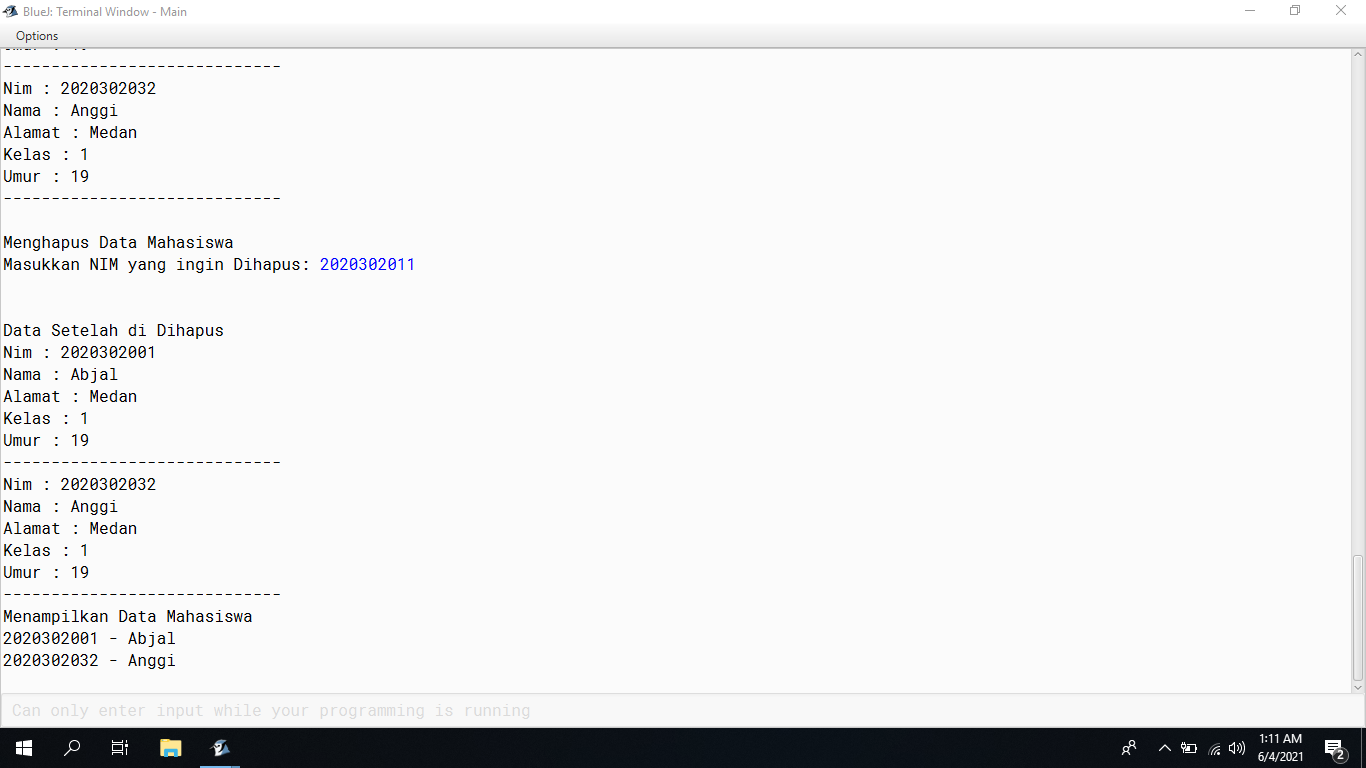 BlueJ: Terminal Window - Main
Options
-----------------------------
Nim : 2020302032
Nama : Anggi
Alamat : Medan
Kelas : 1
Umur : 19
-----------------------------
Menghapus Data Mahasiswa
Masukkan NIM yang ingin Dihapus: 2020302011
Data Setelah di Dihapus
Nim : 2020302001
Nama : Abjal
Alamat : Medan
Kelas : 1
Umur : 19
-----------------------------
Nim : 2020302032
Nama : Anggi
Alamat : Medan
Kelas : 1
Umur : 19
-----------------------------
Menampilkan Data Mahasiswa
2020302001 - Abjal
2020302032 - Anggi
Can only enter input while your programming is running
1:11 AM
6/4/2021
2